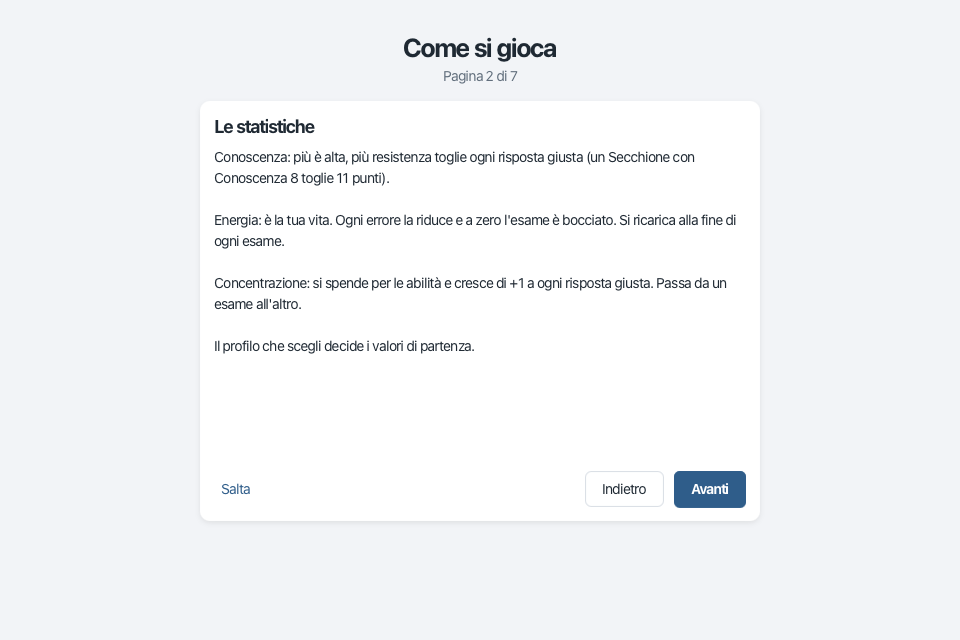 Come si gioca
Pagina 2 di 7
Le statistiche
Conoscenza: più è alta, più resistenza toglie ogni risposta giusta (un Secchione con
Conoscenza 8 toglie 11 punti).
Energia: è la tua vita. Ogni errore la riduce e a zero l'esame è bocciato. Si ricarica alla fine di
ogni esame.
Concentrazione: si spende per le abilità e cresce di +1 a ogni risposta giusta. Passa da un
esame all'altro.
Il profilo che scegli decide i valori di partenza.
Salta
Indietro
Avanti